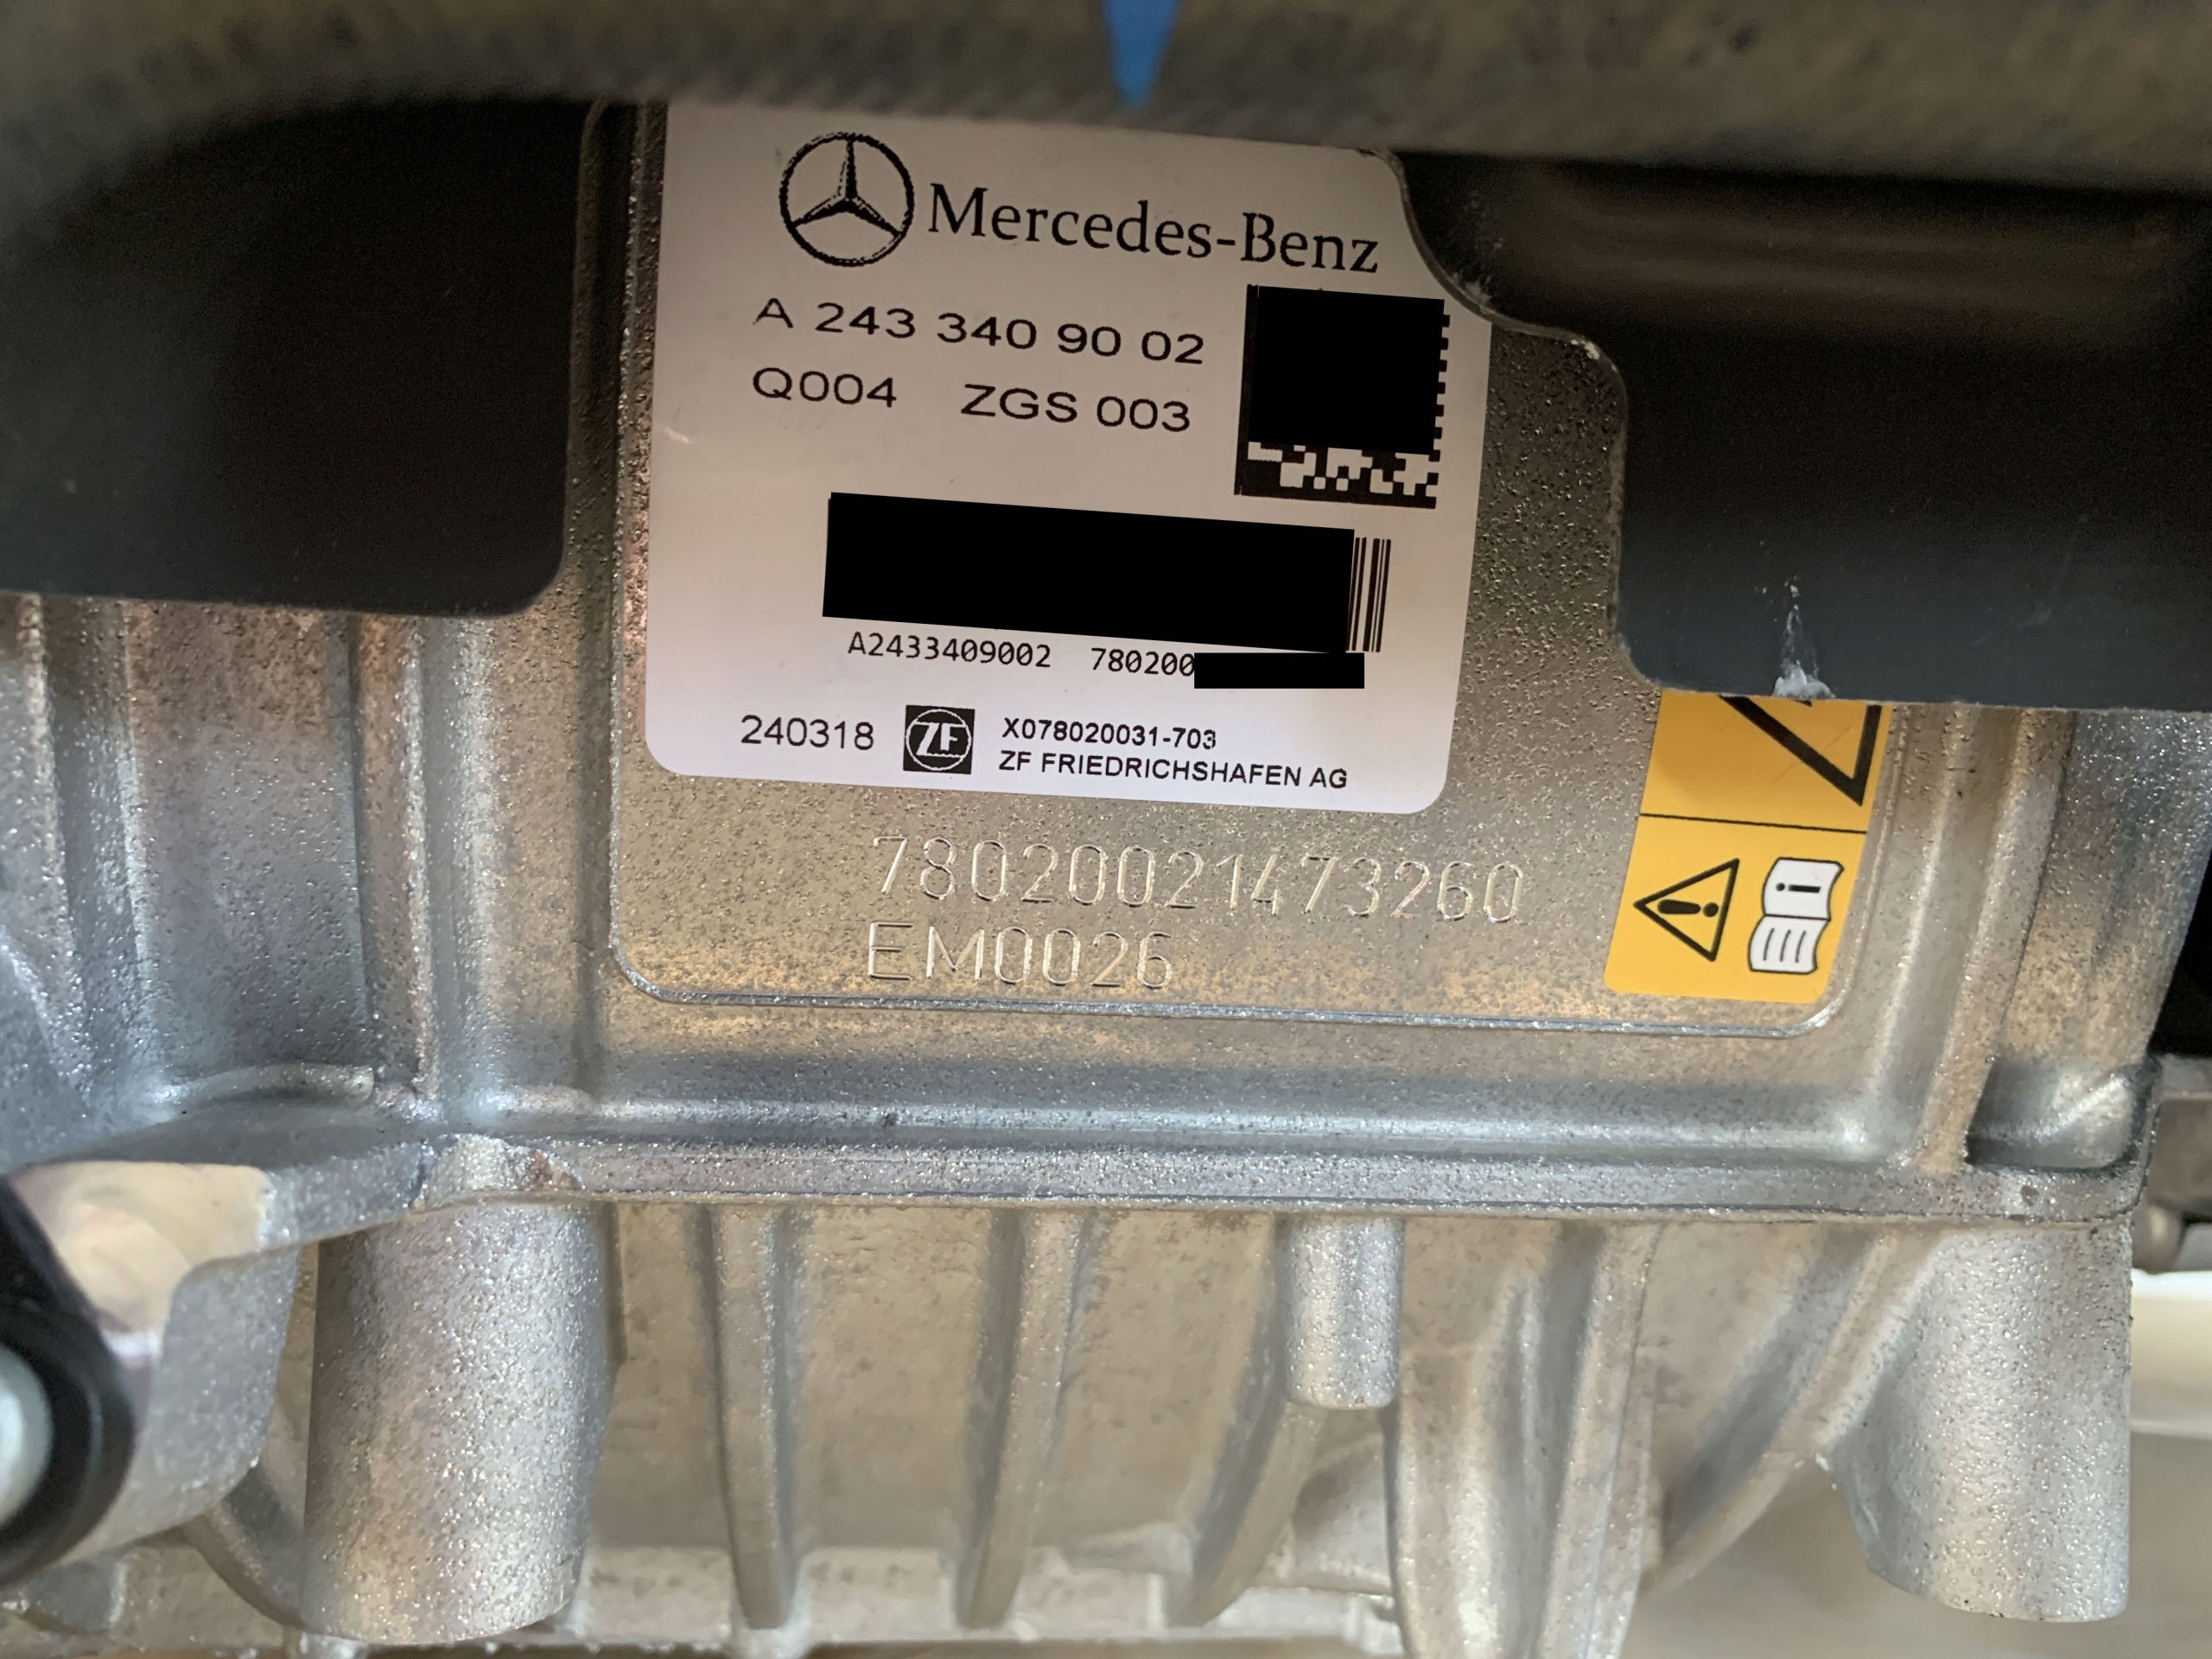 Mercedes-Benz
A 243 340 90 02
Q004 ZGS 003
A2433409002 780200
240318 ZF X078020031-703
ZF FRIEDRICHSHAFEN AG
78020021473260
EM0026